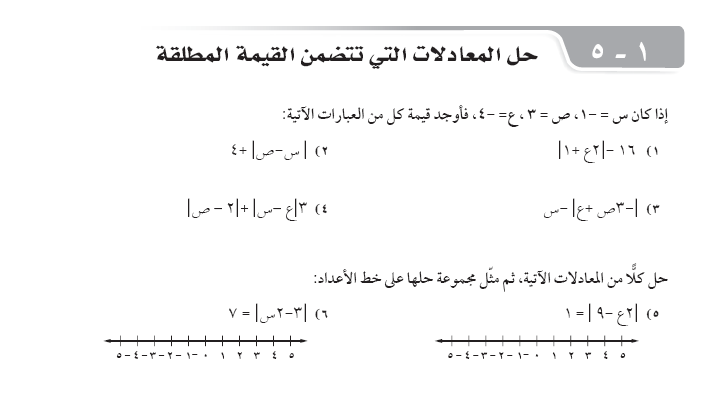 ١ - ٥ حل المعادلات التي تتضمن القيمة المطلقة
إذا كان س = -١، ص = ٣، ع= -٤، فأوجد قيمة كل من العبارات الآتية:
١) ١٦ -|٢ع +١| ٢) |س-ص| +٤
٣) |-٣ص +ع| -س ٤) ٣|ع -س|+|٢ - ص|
حل كلًّا من المعادلات الآتية، ثم مثّل مجموعة حلها على خط الأعداد:
٥) |٢ع -٩| = ١ ٦) |٣-٢س| = ٧
-٥ -٤ -٣ -٢ -١ ٠ ١ ٢ ٣ ٤ ٥ -٥ -٤ -٣ -٢ -١ ٠ ١ ٢ ٣ ٤ ٥